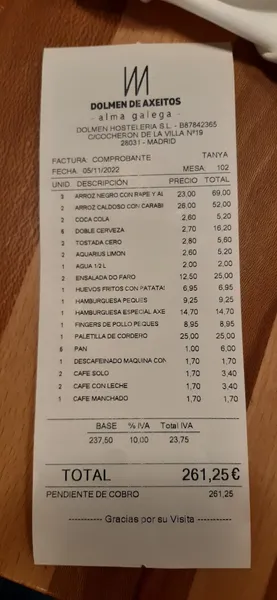 DOLMEN DE AXEITOS
- alma galega -
DOLMEN HOSTELERIA S.L. - B87842365
C/COCHERON DE LA VILLA Nº19
28031 - MADRID
FACTURA: COMPROBANTE TANYA
FECHA: 05/11/2022 MESA: 102
UNID DESCRIPCIÓN PRECIO TOTAL
3 ARROZ NEGRO CON RAPE Y AL 23,00 69,00
2 ARROZ CALDOSO CON CARABI 26,00 52,00
2 COCA COLA 2,60 5,20
6 DOBLE CERVEZA 2,70 16,20
2 TOSTADA CERO 2,80 5,60
2 AQUARIUS LIMON 2,60 5,20
1 AGUA 1/2 L 2,00 2,00
2 ENSALADA DO FARO 12,50 25,00
1 HUEVOS FRITOS CON PATATAS 6,95 6,95
1 HAMBURGUESA PEQUES 9,25 9,25
1 HAMBURGUESA ESPECIAL AXE 14,70 14,70
1 FINGERS DE POLLO PEQUES 8,95 8,95
1 PALETILLA DE CORDERO 25,00 25,00
6 PAN 1,00 6,00
1 DESCAFEINADO MAQUINA CON 1,70 1,70
2 CAFE SOLO 1,70 3,40
2 CAFE CON LECHE 1,70 3,40
1 CAFE MANCHADO 1,70 1,70
BASE % IVA Total IVA
237,50 10,00 23,75
TOTAL 261,25 €
PENDIENTE DE COBRO 261,25
----------- Gracias por su Visita -----------